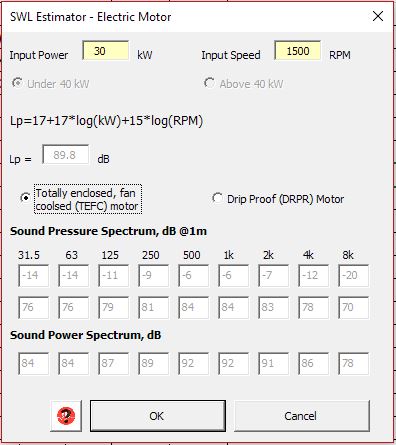 SWL Estimator - Electric Motor
Input Power 30 kW Input Speed 1500 RPM
Under 40 kW Above 40 kW
Lp=17+17*log(kW)+15*log(RPM)
Lp = 89.8 dB
Totally enclosed, fan
coolsed (TEFC) motor
Drip Proof (DRPR) Motor
Sound Pressure Spectrum, dB @1m
31.5 63 125 250 500 1k 2k 4k 8k
-14 -14 -11 -9 -6 -6 -7 -12 -20
76 76 79 81 84 84 83 78 70
Sound Power Spectrum, dB
84 84 87 89 92 92 91 86 78
OK Cancel